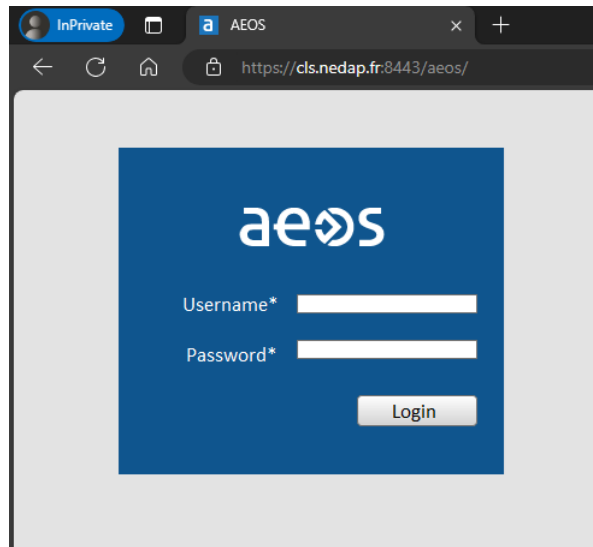 InPrivate
a AEOS
https://cls.nedap.fr:8443/aeos/
aeos
Username*
Password*
Login